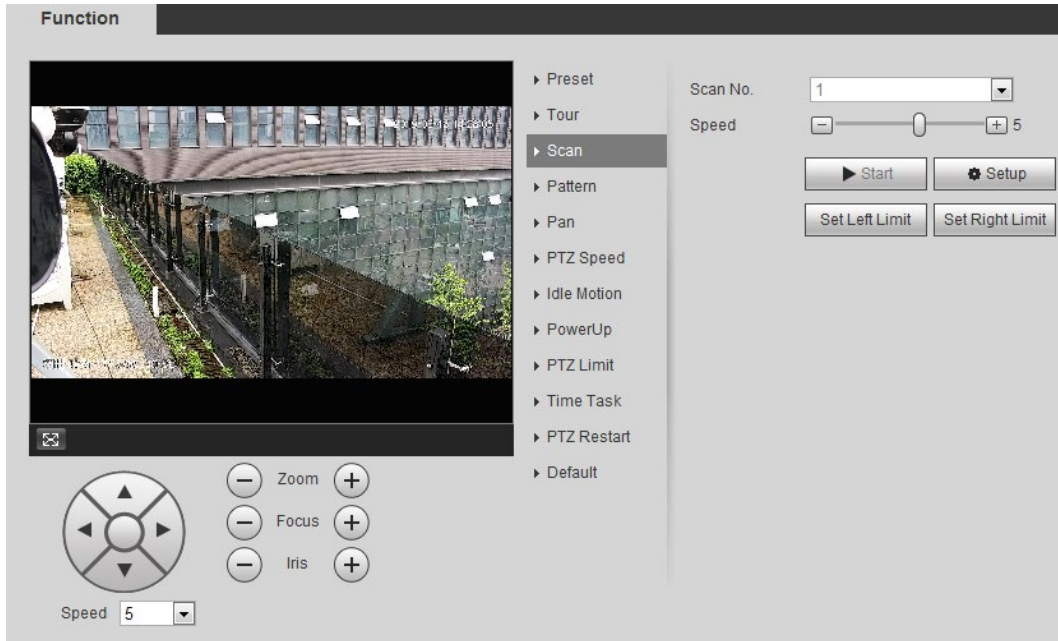 Function
Preset
Tour
Scan
Pattern
Pan
PTZ Speed
Idle Motion
PowerUp
PTZ Limit
Time Task
PTZ Restart
Default
Scan No. 1
Speed 5
Start Setup
Set Left Limit Set Right Limit
Zoom
Focus
Iris
Speed 5